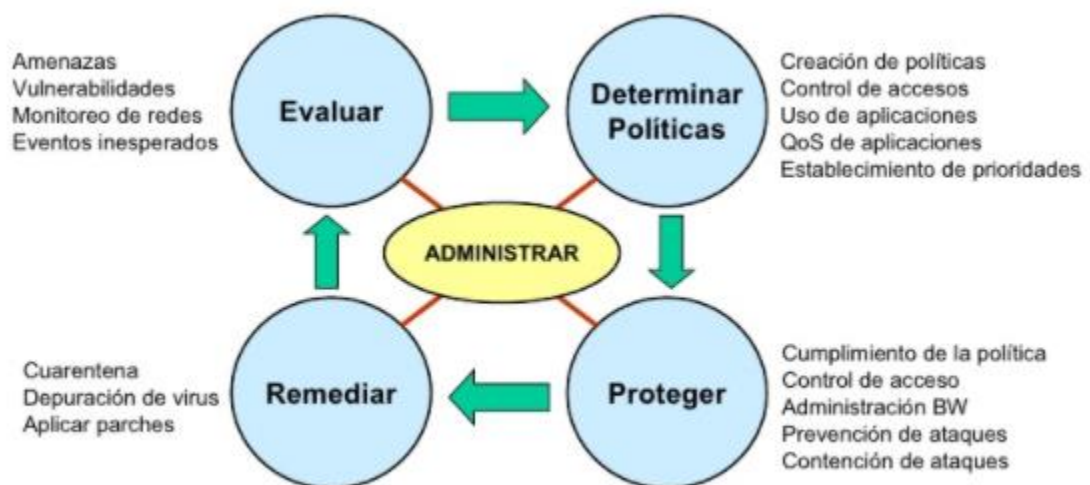 Amenazas
Vulnerabilidades
Monitoreo de redes
Eventos inesperados
Evaluar
Determinar
Políticas
Creación de políticas
Control de accesos
Uso de aplicaciones
QoS de aplicaciones
Establecimiento de prioridades
ADMINISTRAR
Cuarentena
Depuración de virus
Aplicar parches
Remediar
Proteger
Cumplimiento de la política
Control de acceso
Administración BW
Prevención de ataques
Contención de ataques